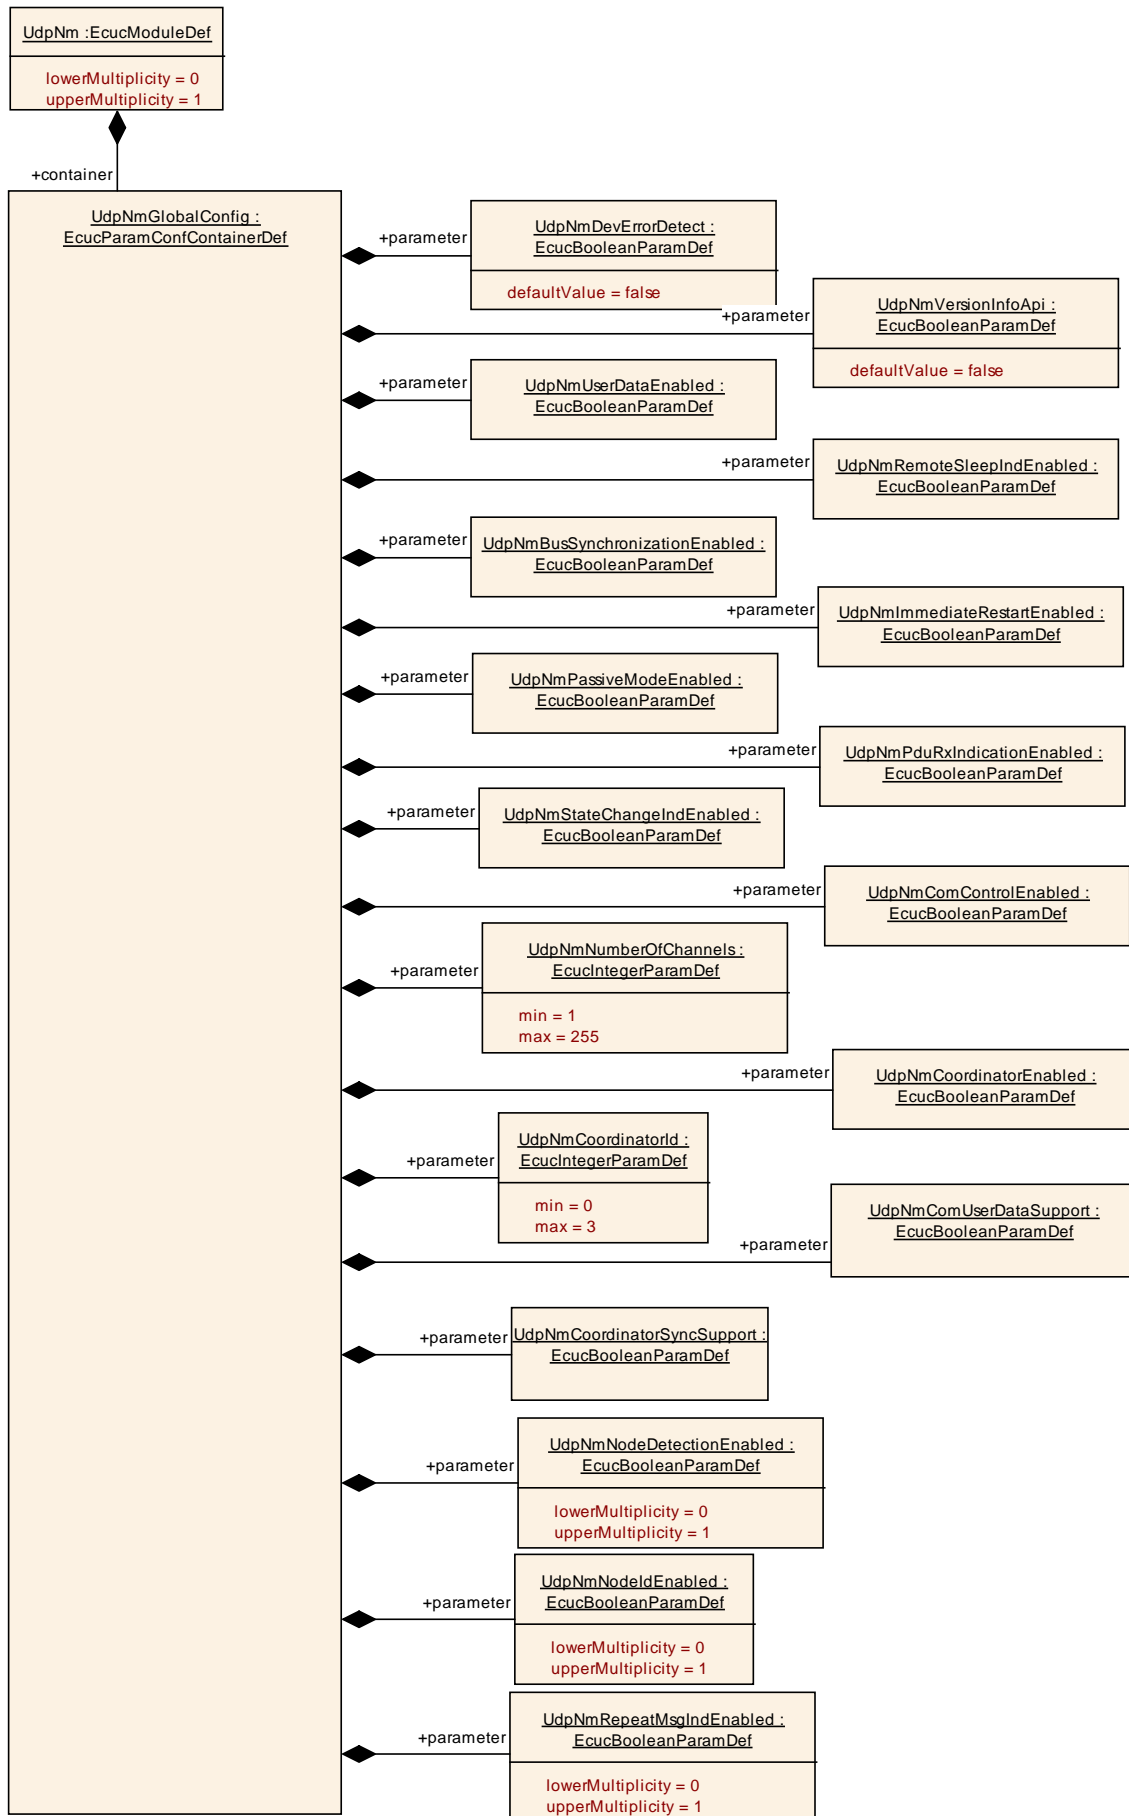 UdpNm :EcucModuleDef
lowerMultiplicity = 0
upperMultiplicity = 1
+container
UdpNmGlobalConfig :
EcucParamConfContainerDef
+parameter
UdpNmDevErrorDetect :
EcucBooleanParamDef
defaultValue = false
+parameter
UdpNmVersionInfoApi :
EcucBooleanParamDef
defaultValue = false
+parameter
UdpNmUserDataEnabled :
EcucBooleanParamDef
+parameter
UdpNmRemoteSleepIndEnabled :
EcucBooleanParamDef
+parameter
UdpNmBusSynchronizationEnabled :
EcucBooleanParamDef
UdpNmImmediateRestartEnabled :
EcucBooleanParamDef
+parameter
+parameter
UdpNmPassiveModeEnabled :
EcucBooleanParamDef
+parameter
UdpNmPduRxIndicationEnabled :
EcucBooleanParamDef
+parameter
UdpNmStateChangeIndEnabled :
EcucBooleanParamDef
+parameter
UdpNmComControlEnabled :
EcucBooleanParamDef
+parameter
UdpNmNumberOfChannels :
EcucIntegerParamDef
min = 1
max = 255
+parameter
UdpNmCoordinatorEnabled :
EcucBooleanParamDef
+parameter
UdpNmCoordinatorId :
EcucIntegerParamDef
min = 0
max = 3
UdpNmComUserDataSupport :
EcucBooleanParamDef
+parameter
+parameter
UdpNmCoordinatorSyncSupport :
EcucBooleanParamDef
+parameter
UdpNmNodeDetectionEnabled :
EcucBooleanParamDef
lowerMultiplicity = 0
upperMultiplicity = 1
+parameter
UdpNmNodeIdEnabled :
EcucBooleanParamDef
lowerMultiplicity = 0
upperMultiplicity = 1
+parameter
UdpNmRepeatMsgIndEnabled :
EcucBooleanParamDef
lowerMultiplicity = 0
upperMultiplicity = 1